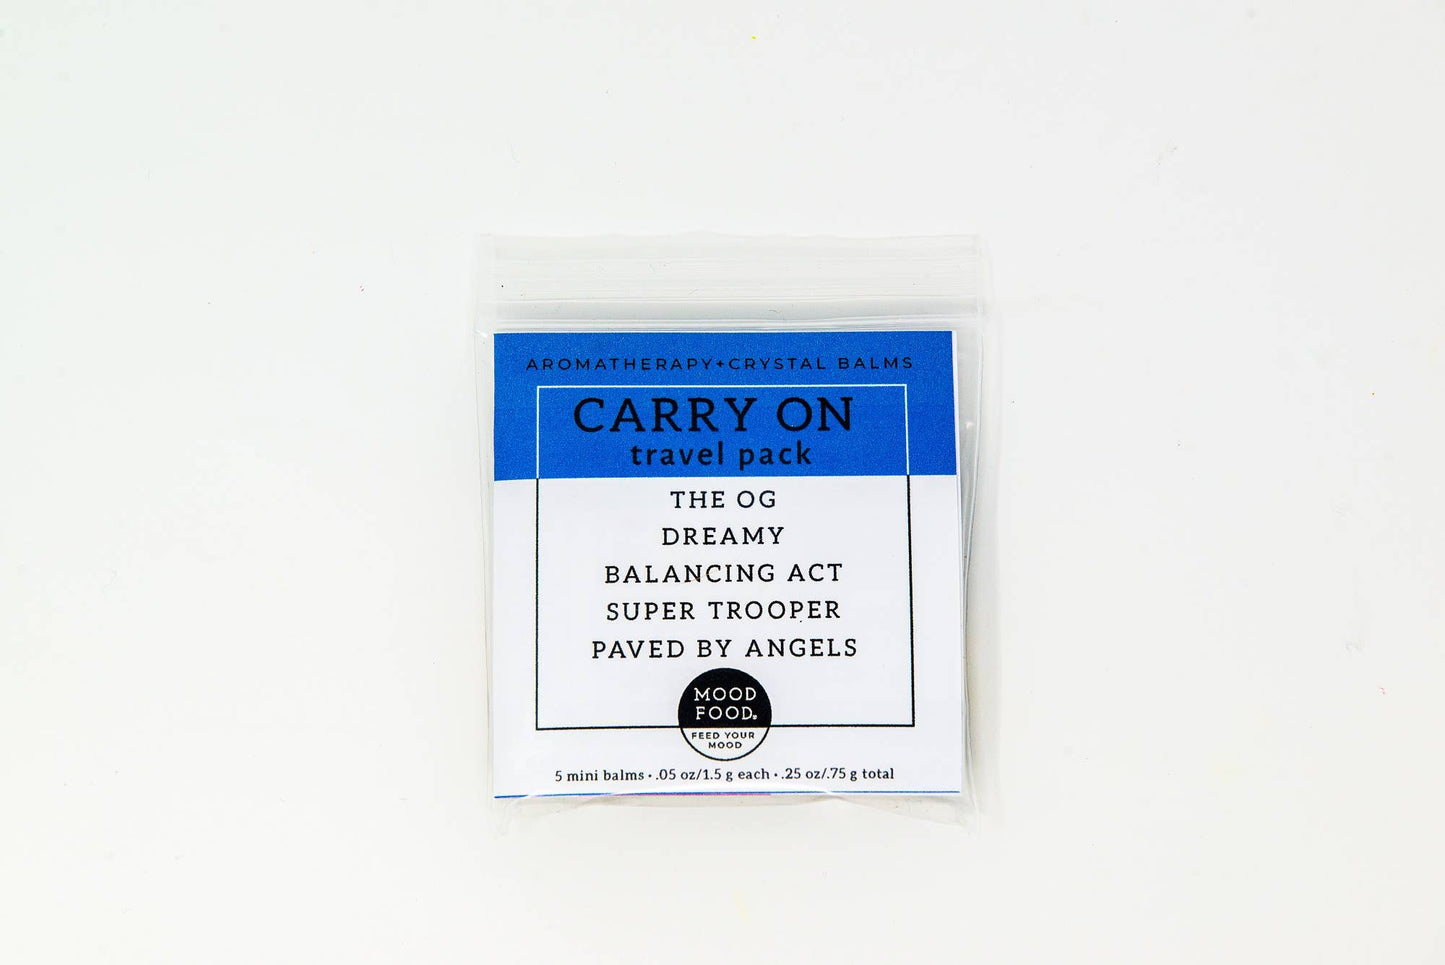 AROMATHERAPY+CRYSTAL BALMS
CARRY ON
travel pack
THE OG
DREAMY
BALANCING ACT
SUPER TROOPER
PAVED BY ANGELS
MOOD
FOOD®
FEED YOUR
MOOD
5 mini balms • .05 oz/1.5 g each • .25 oz/.75 g total